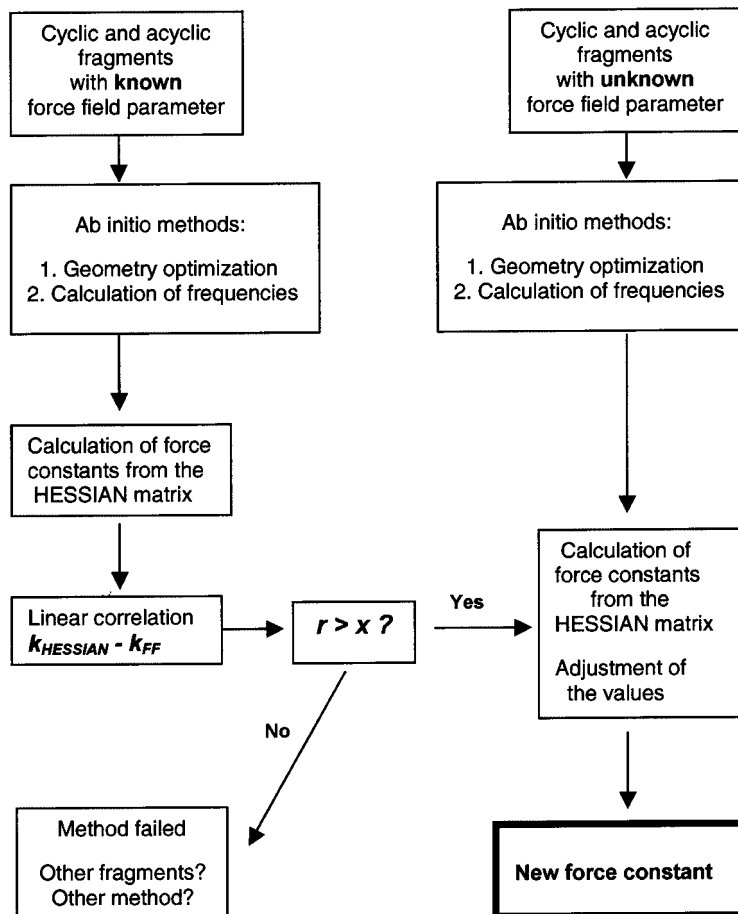 Cyclic and acyclic
fragments
with known
force field parameter
Ab initio methods:
1. Geometry optimization
2. Calculation of frequencies
Calculation of force
constants from the
HESSIAN matrix
Linear correlation
kHESSIAN - kFF
r > x ?
Yes
No
Method failed
Other fragments?
Other method?
Cyclic and acyclic
fragments
with unknown
force field parameter
Ab initio methods:
1. Geometry optimization
2. Calculation of frequencies
Calculation of
force constants
from the
HESSIAN matrix
Adjustment of
the values
New force constant